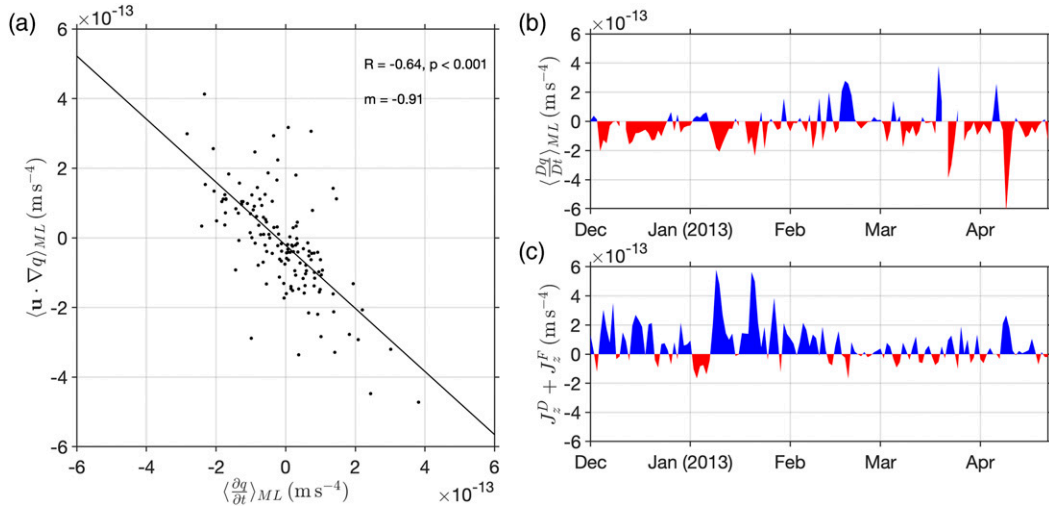 (a)
×10⁻¹³
6
4
2
0
-2
-4
-6
⟨u · ∇q⟩_ML (m s⁻⁴)
R = -0.64, p < 0.001
m = -0.91
-6 -4 -2 0 2 4 6
×10⁻¹³
⟨∂q/∂t⟩_ML (m s⁻⁴)
(b)
×10⁻¹³
6
4
2
0
-2
-4
-6
⟨Dq/Dt⟩_ML (m s⁻⁴)
Dec Jan (2013) Feb Mar Apr
(c)
×10⁻¹³
6
4
2
0
-2
-4
-6
J_z^D + J_z^F (m s⁻⁴)
Dec Jan (2013) Feb Mar Apr